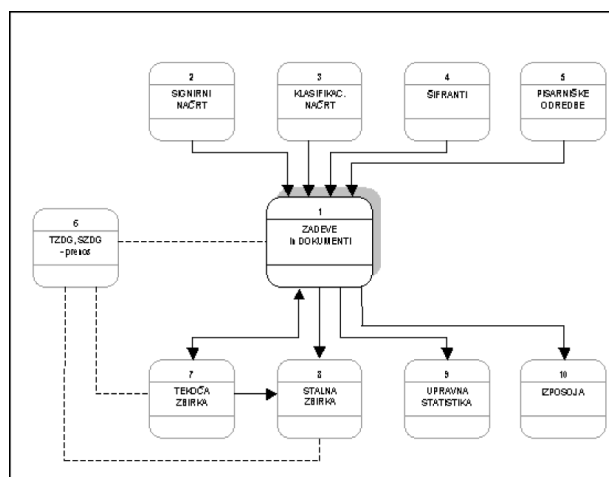 2
SIGNIRNI
NAČRT
3
KLASIFIKAC.
NAČRT
4
ŠIFRANTI
5
PISARNIŠKE
ODREDBE
1
ZADEVE
in DOKUMENTI
6
TZDG, SZDG
- prenos
7
TEKOČA
ZBIRKA
8
STALNA
ZBIRKA
9
UPRAVNA
STATISTIKA
10
IZPOSOJA